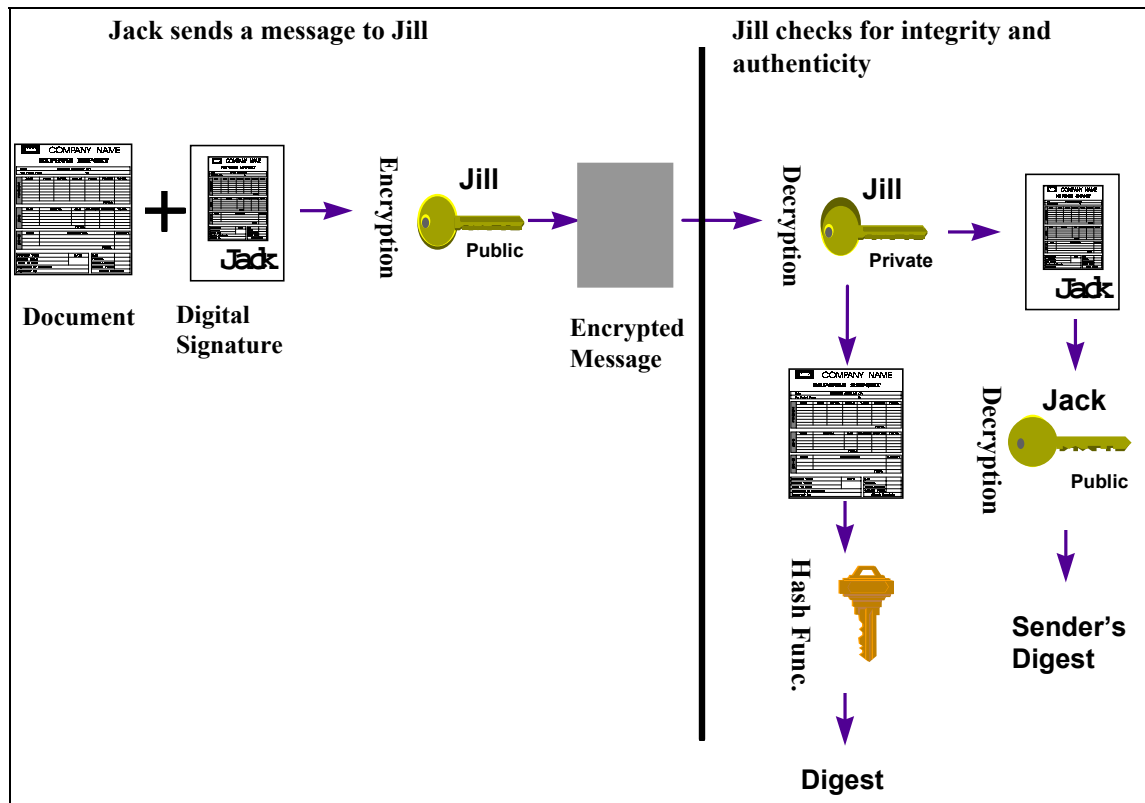 Jack sends a message to Jill
Jill checks for integrity and
authenticity
COMPANY NAME
Document
+
COMPANY NAME
Jack
Digital
Signature
Encryption
Jill
Public
Encrypted
Message
Decryption
Jill
Private
COMPANY NAME
Jack
COMPANY NAME
Decryption
Jack
Public
Hash Func.
Sender's
Digest
Digest